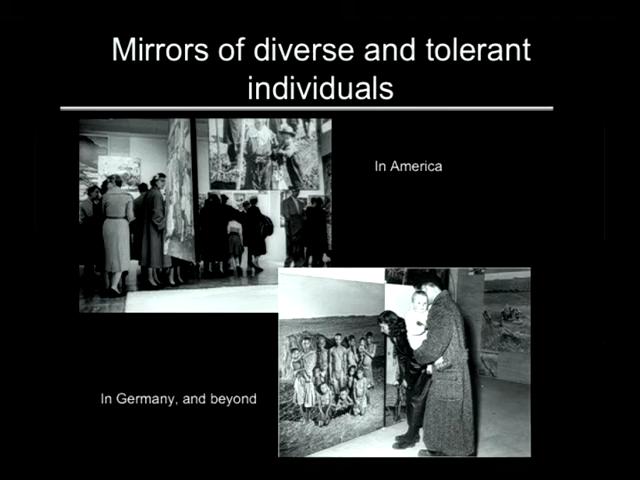 Mirrors of diverse and tolerant
individuals
In America
In Germany, and beyond